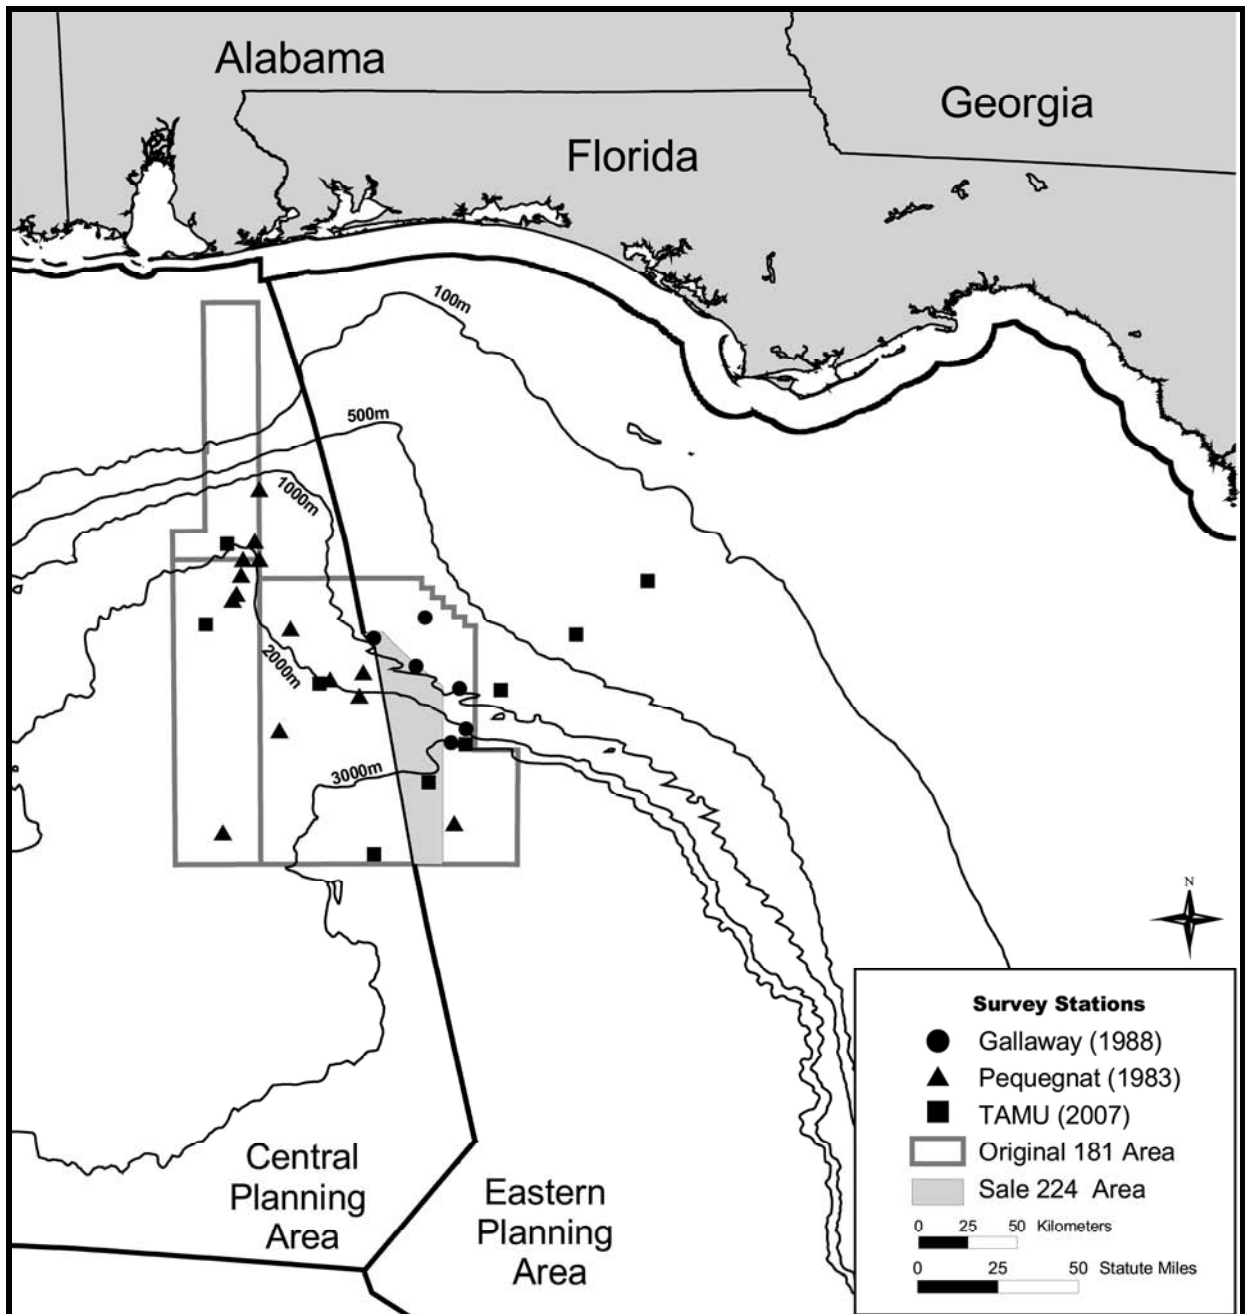 Alabama
Georgia
Florida
100m
500m
1000m
2000m
3000m
N
Central
Planning
Area
Eastern
Planning
Area
Survey Stations
Gallaway (1988)
Pequegnat (1983)
TAMU (2007)
Original 181 Area
Sale 224 Area
0 25 50 Kilometers
0 25 50 Statute Miles